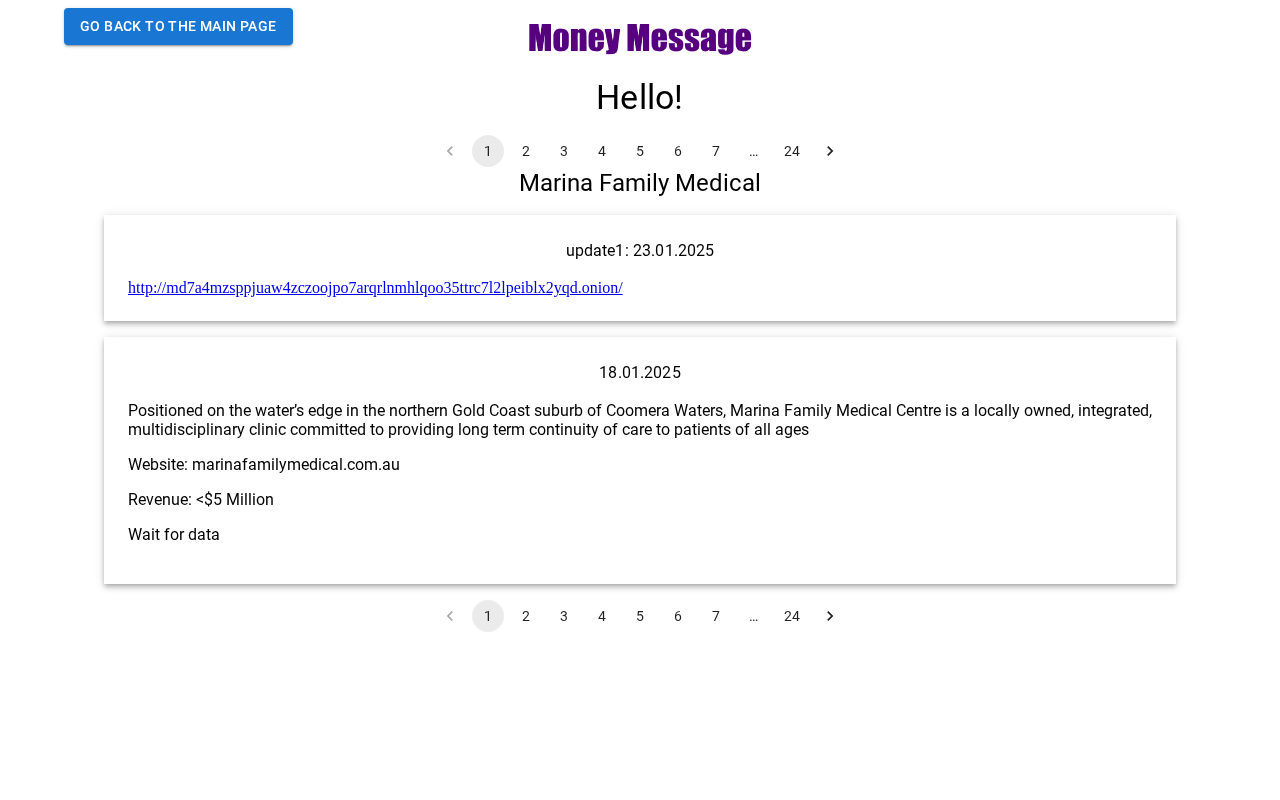 GO BACK TO THE MAIN PAGE
Money Message
Hello!
1 2 3 4 5 6 7 … 24
Marina Family Medical
update1: 23.01.2025
http://md7a4mzsppjuaw4zczoojpo7arqrlnmhlqoo35ttrc7l2lpeiblx2yqd.onion/
18.01.2025
Positioned on the water’s edge in the northern Gold Coast suburb of Coomera Waters, Marina Family Medical Centre is a locally owned, integrated,
multidisciplinary clinic committed to providing long term continuity of care to patients of all ages
Website: marinafamilymedical.com.au
Revenue: <$5 Million
Wait for data
1 2 3 4 5 6 7 … 24